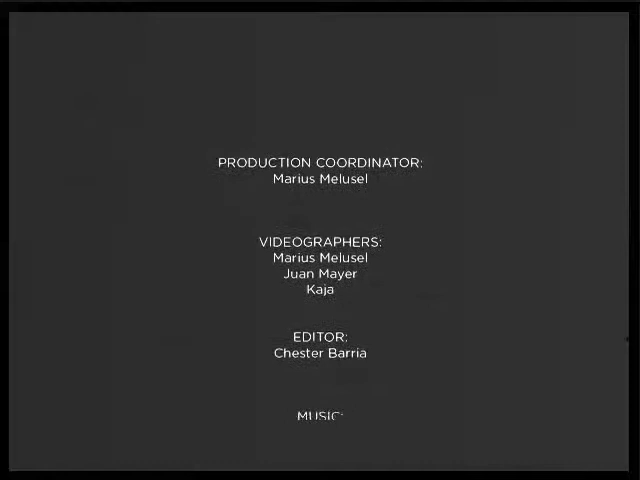 PRODUCTION COORDINATOR:
Marius Melusel
VIDEOGRAPHERS:
Marius Melusel
Juan Mayer
Kaja
EDITOR:
Chester Barria
MUSIC: